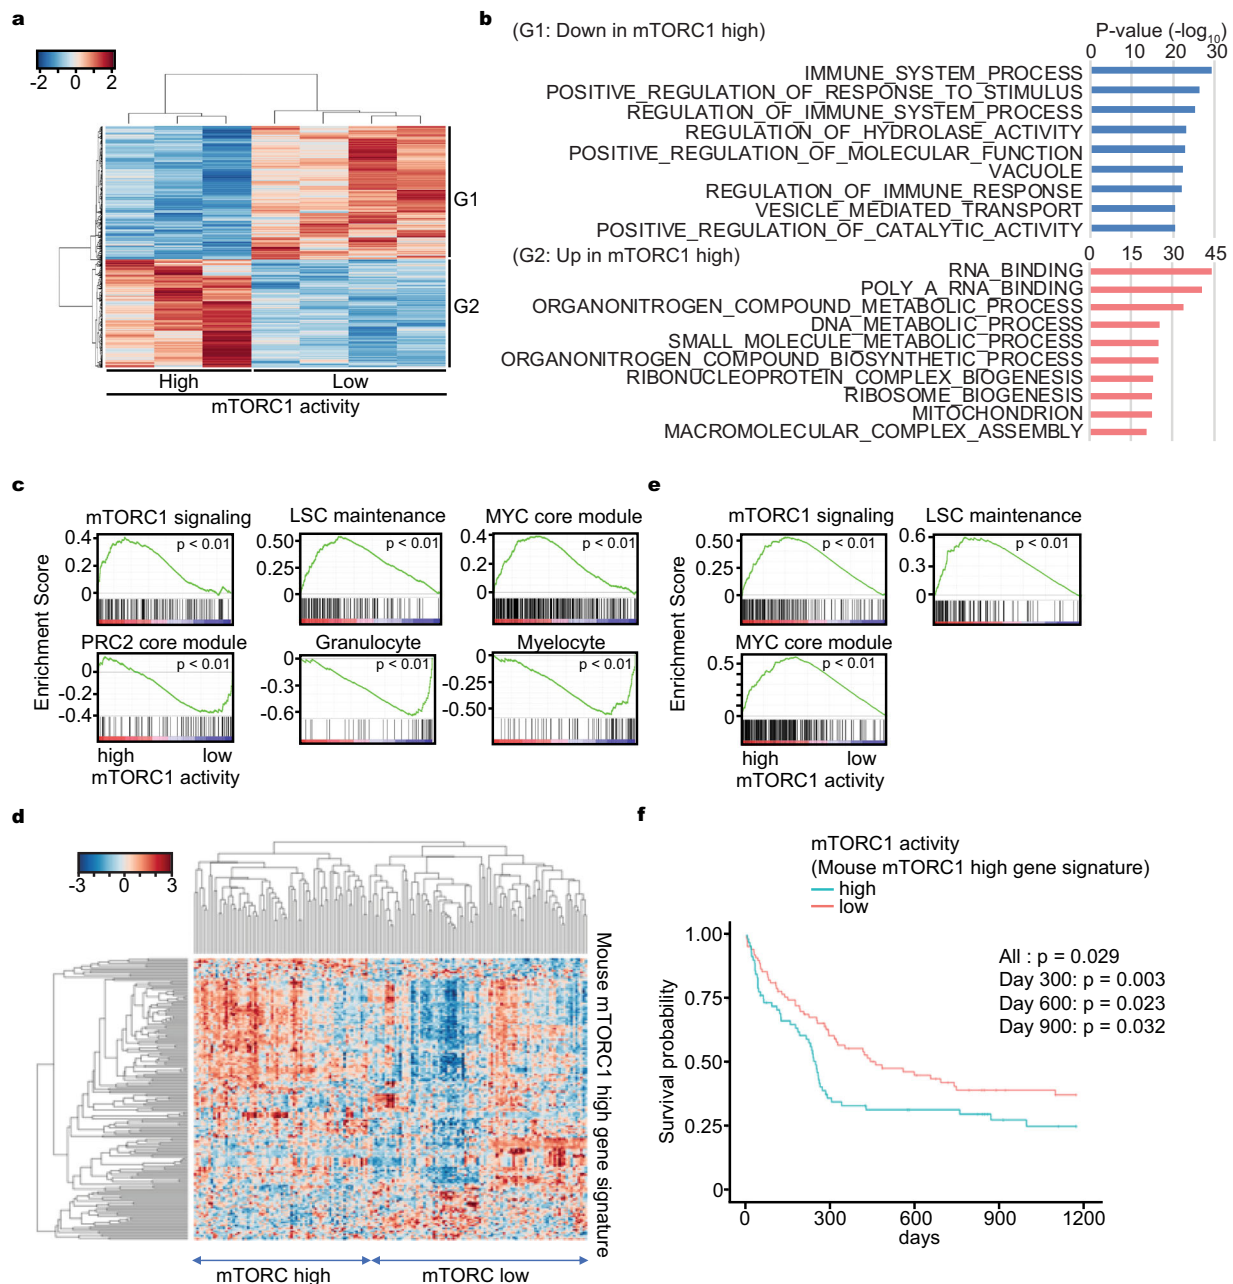 a
-2 0 2
G1
G2
High Low
mTORC1 activity
b
(G1: Down in mTORC1 high)
P-value (-log10)
0 10 20 30
IMMUNE_SYSTEM_PROCESS
POSITIVE_REGULATION_OF_RESPONSE_TO_STIMULUS
REGULATION_OF_IMMUNE_SYSTEM_PROCESS
REGULATION_OF_HYDROLASE_ACTIVITY
POSITIVE_REGULATION_OF_MOLECULAR_FUNCTION
VACUOLE
REGULATION_OF_IMMUNE_RESPONSE
VESICLE_MEDIATED_TRANSPORT
POSITIVE_REGULATION_OF_CATALYTIC_ACTIVITY
(G2: Up in mTORC1 high)
0 15 30 45
RNA_BINDING
POLY_A_RNA_BINDING
ORGANONITROGEN_COMPOUND_METABOLIC_PROCESS
DNA_METABOLIC_PROCESS
SMALL_MOLECULE_METABOLIC_PROCESS
ORGANONITROGEN_COMPOUND_BIOSYNTHETIC_PROCESS
RIBONUCLEOPROTEIN_COMPLEX_BIOGENESIS
RIBOSOME_BIOGENESIS
MITOCHONDRION
MACROMOLECULAR_COMPLEX_ASSEMBLY
c
Enrichment Score
mTORC1 signaling
p < 0.01
0.4
0.2
0
LSC maintenance
p < 0.01
0.50
0.25
0
MYC core module
p < 0.01
0.4
0.2
0
PRC2 core module
p < 0.01
0
-0.2
-0.4
Granulocyte
p < 0.01
0
-0.3
-0.6
Myelocyte
p < 0.01
0
-0.25
-0.50
high low
mTORC1 activity
e
Enrichment Score
mTORC1 signaling
p < 0.01
0.50
0.25
0
LSC maintenance
p < 0.01
0.6
0.3
0
MYC core module
p < 0.01
0.5
0
high low
mTORC1 activity
d
-3 0 3
Mouse mTORC1 high gene signature
mTORC high mTORC low
f
mTORC1 activity
(Mouse mTORC1 high gene signature)
high
low
All : p = 0.029
Day 300: p = 0.003
Day 600: p = 0.023
Day 900: p = 0.032
Survival probability
1.00
0.75
0.50
0.25
0
0 300 600 900 1200
days